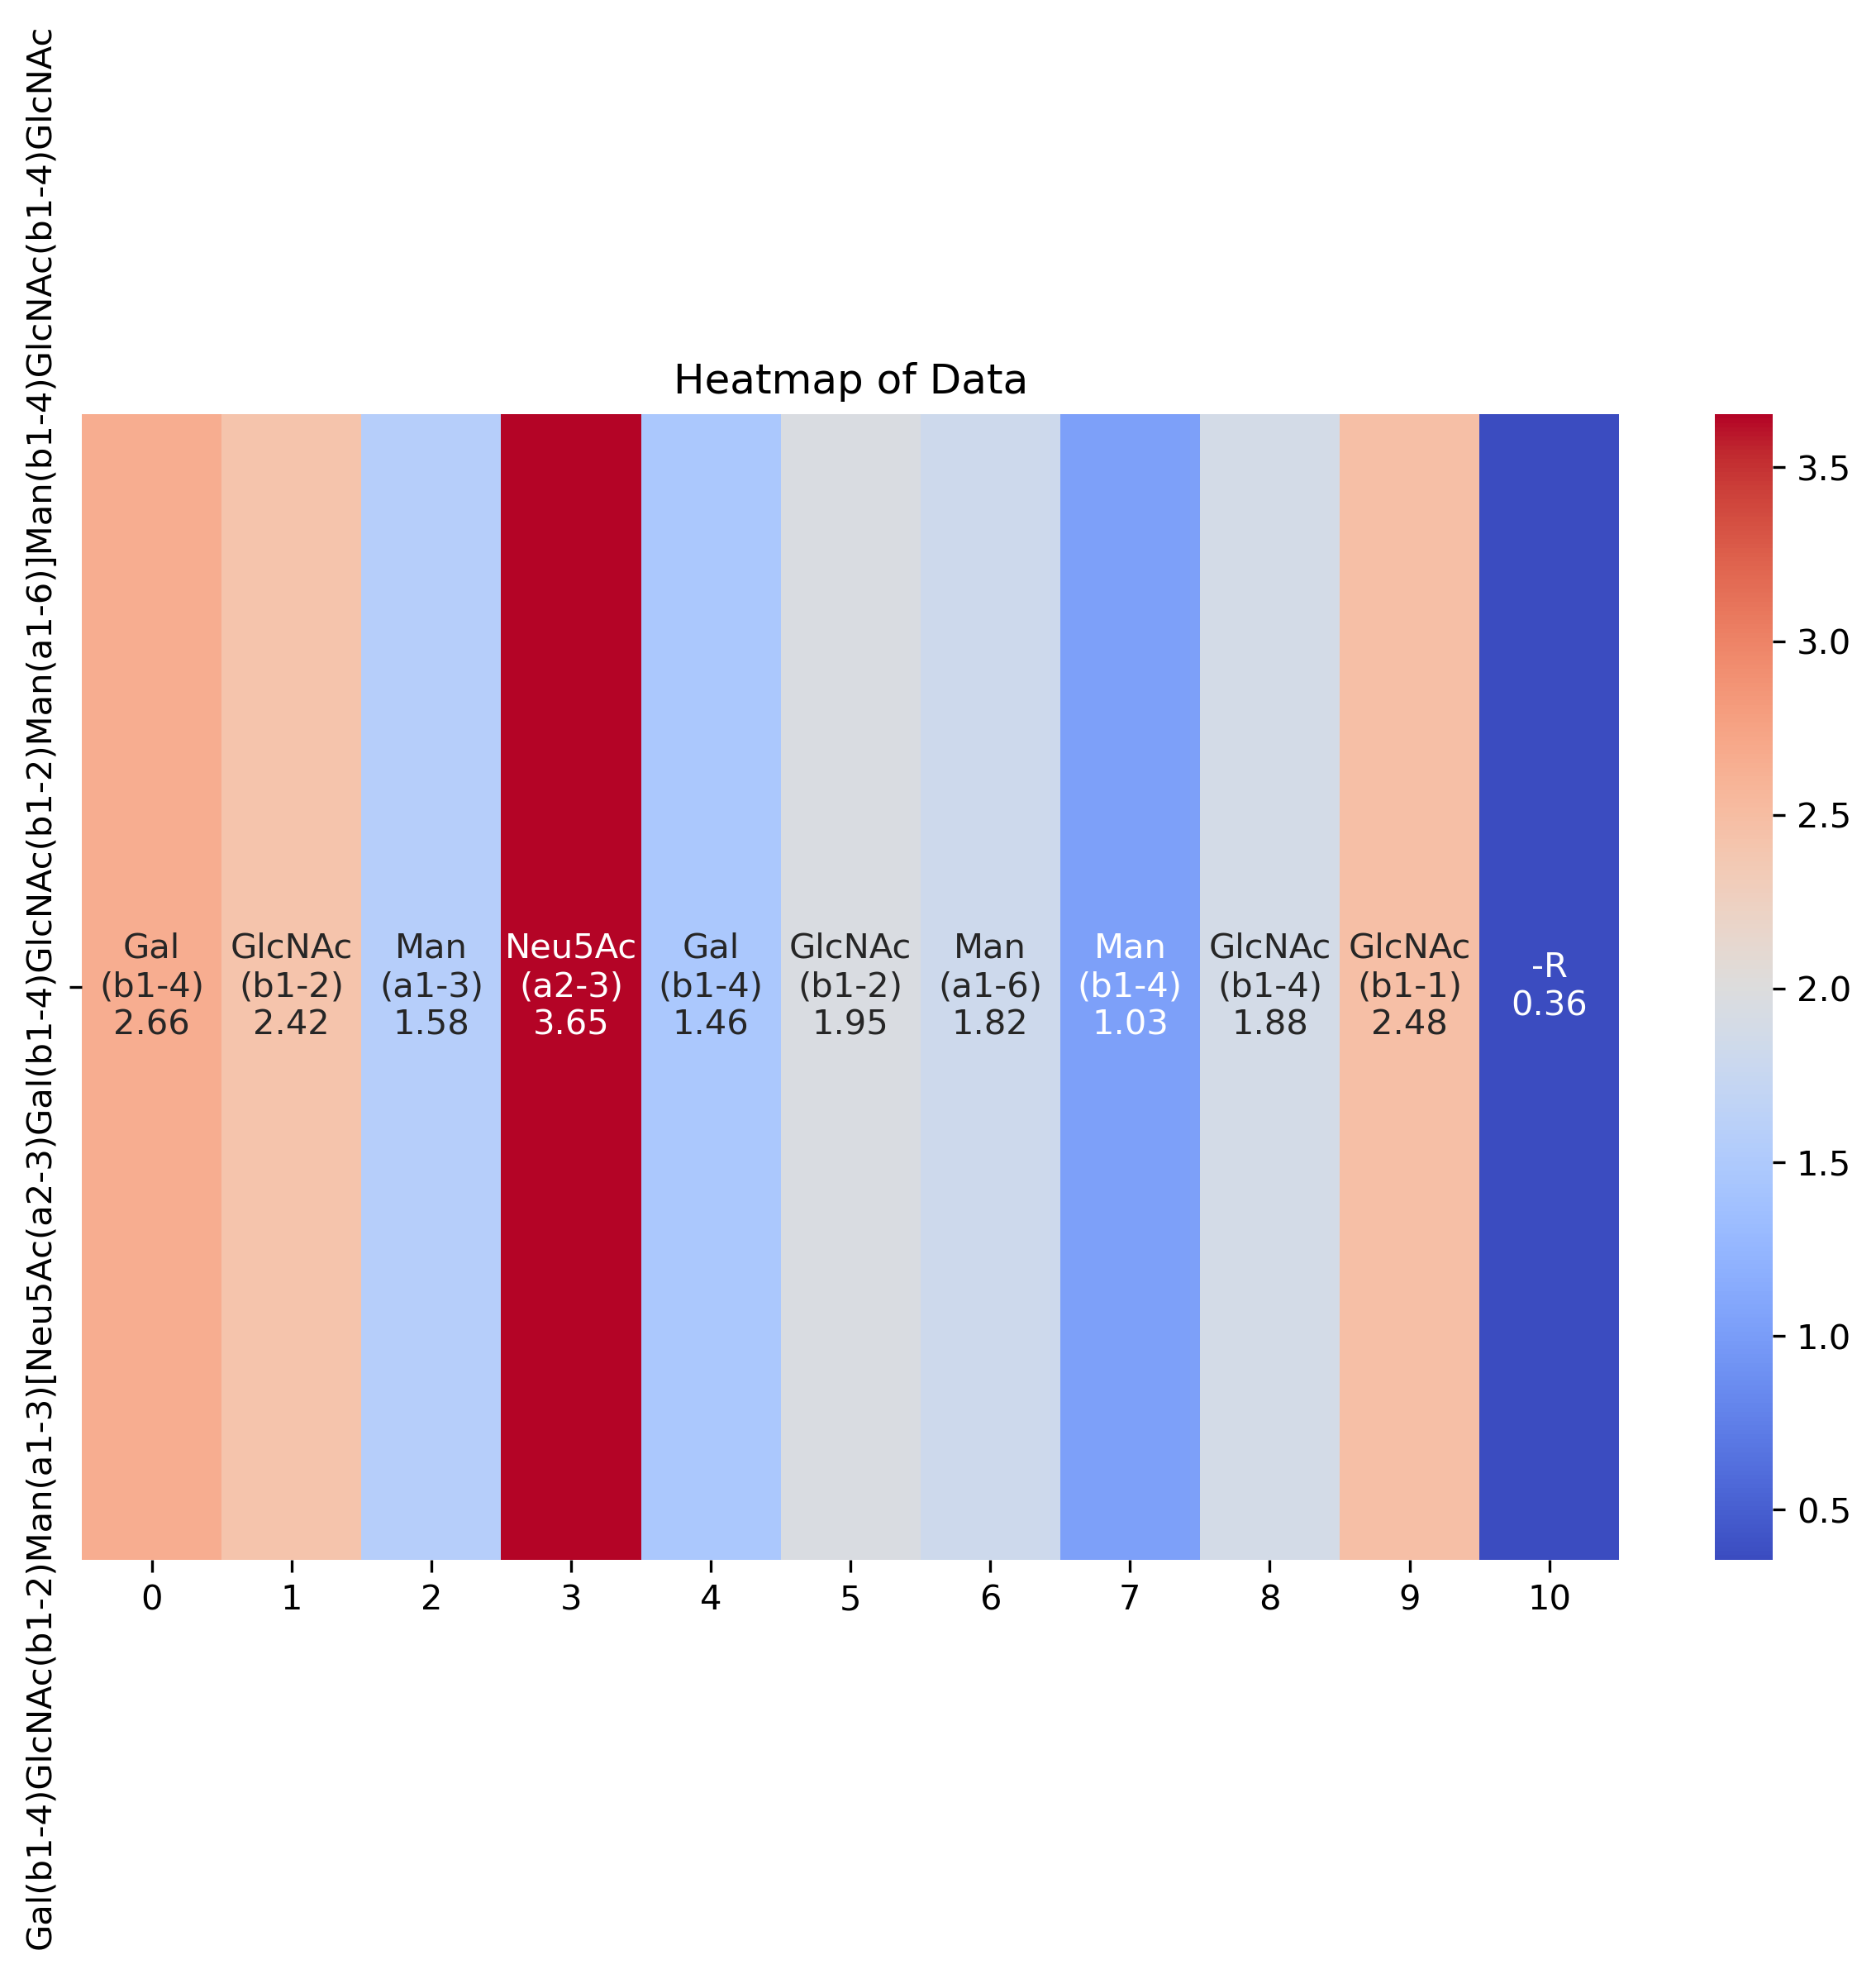 Heatmap of Data
Gal(b1-4)GlcNAc(b1-2)Man(a1-3)[Neu5Ac(a2-3)Gal(b1-4)GlcNAc(b1-2)Man(a1-6)]Man(b1-4)GlcNAc(b1-4)GlcNAc
Gal
(b1-4)
2.66
GlcNAc
(b1-2)
2.42
Man
(a1-3)
1.58
Neu5Ac
(a2-3)
3.65
Gal
(b1-4)
1.46
GlcNAc
(b1-2)
1.95
Man
(a1-6)
1.82
Man
(b1-4)
1.03
GlcNAc
(b1-4)
1.88
GlcNAc
(b1-1)
2.48
-R
0.36
0 1 2 3 4 5 6 7 8 9 10
3.5
3.0
2.5
2.0
1.5
1.0
0.5